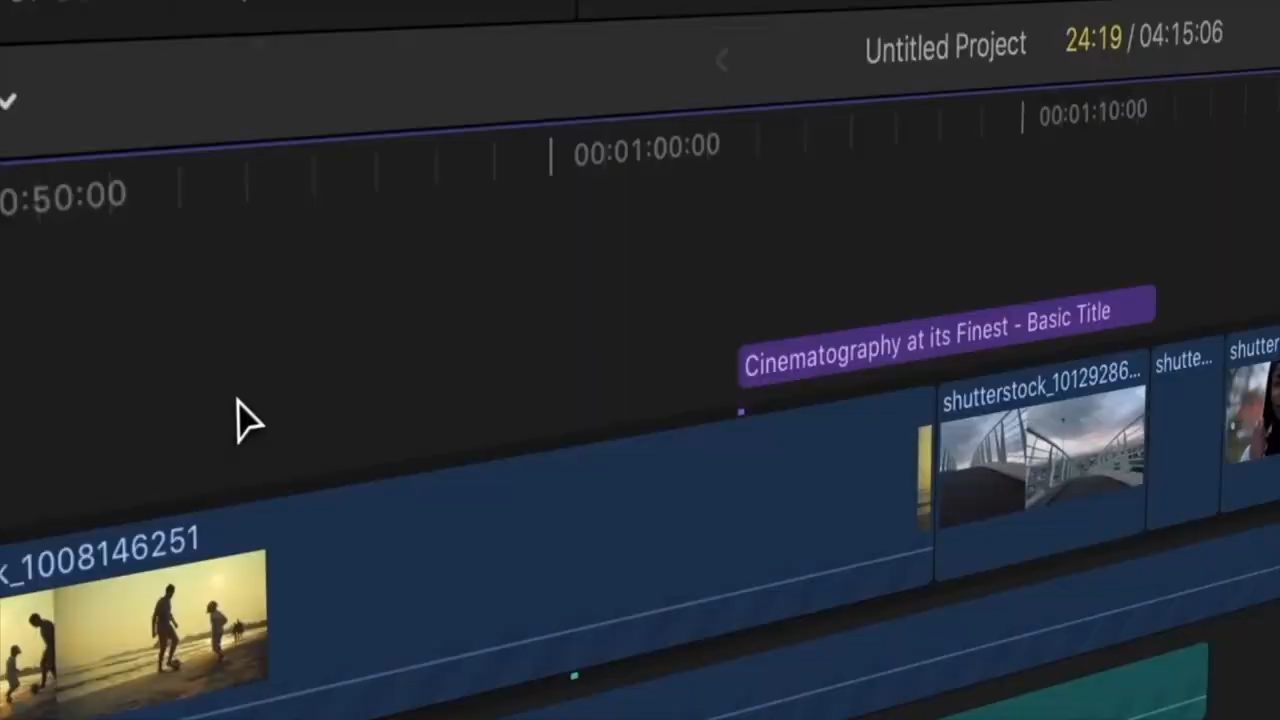 Untitled Project 24:19 / 04:15:06
0:50:00 00:01:00:00 00:01:10:00
Cinematography at its Finest - Basic Title
k_1008146251 shutterstock_10129286... shutte... shutter